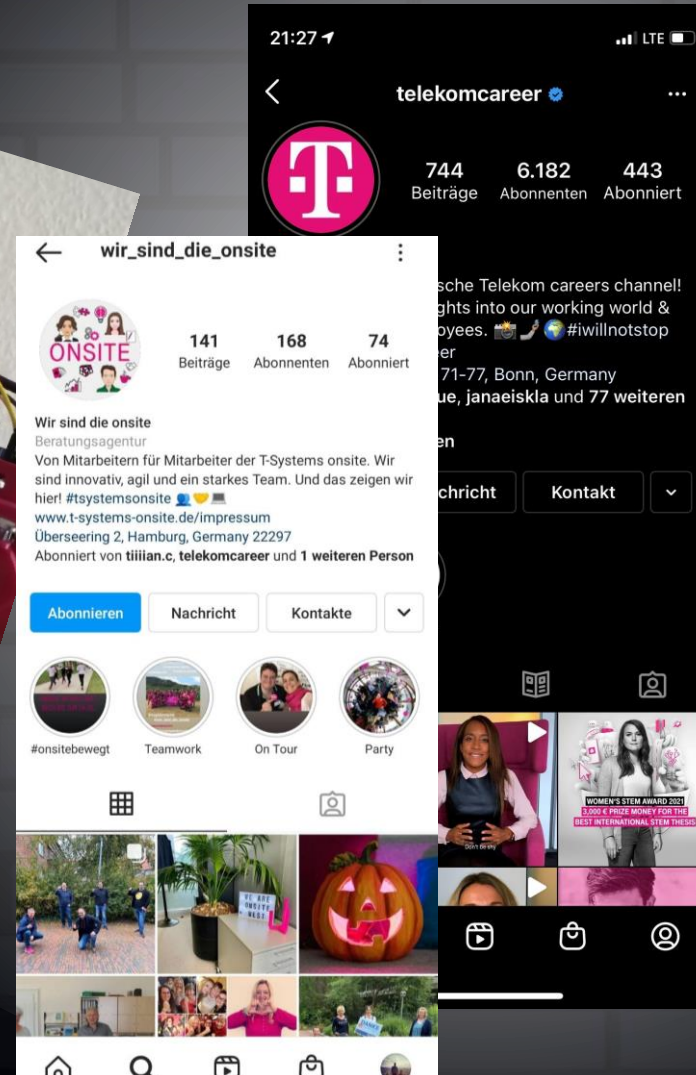 21:27
LTE
telekomcareer
744
6.182
443
Beiträge
Abonnenten
Abonniert
sche Telekom careers channel!
ghts into our working world &
oyees. 📸🤳🌍#iwillnotstop
eer
71-77, Bonn, Germany
ue, janaeiskla und 77 weiteren
en
chricht
Kontakt
Don't Be shy
WOMEN'S STEM AWARD 2021
3,000 € PRIZE MONEY FOR THE
BEST INTERNATIONAL STEM THESIS
wir_sind_die_onsite
ONSITE
141
168
74
Beiträge
Abonnenten
Abonniert
Wir sind die onsite
Beratungsagentur
Von Mitarbeitern für Mitarbeiter der T-Systems onsite. Wir
sind innovativ, agil und ein starkes Team. Und das zeigen wir
hier! #tsystemsonsite 👥🤝💻
www.t-systems-onsite.de/impressum
Überseering 2, Hamburg, Germany 22297
Abonniert von tiiiian.c, telekomcareer und 1 weiteren Person
Abonnieren
Nachricht
Kontakte
#onsitebewegt
Teamwork
On Tour
Party
WE ARE
ONSITE
WEST